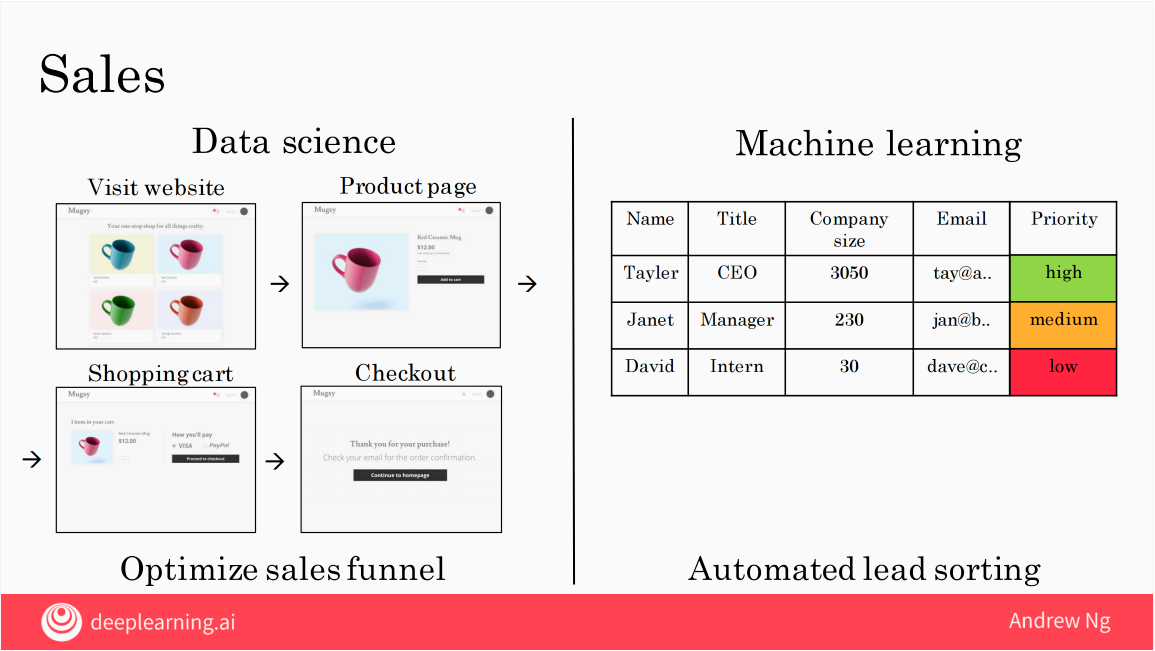 Sales
Data science
Visit website
Product page
Mugsy
Your one-stop shop for all things crafty.
Mugsy
Red Ceramic Mug
$12.00
Add to cart
→
→
Shopping cart
Checkout
Mugsy
1 item in your cart
Red Ceramic Mug
$12.00
How you'll pay
VISA
PayPal
Proceed to checkout
Mugsy
Thank you for your purchase!
Check your email for the order confirmation.
Continue to homepage
→
→
Optimize sales funnel
Machine learning
Name Title Company size Email Priority
Tayler CEO 3050 tay@a.. high
Janet Manager 230 jan@b.. medium
David Intern 30 dave@c.. low
Automated lead sorting
deeplearning.ai
Andrew Ng